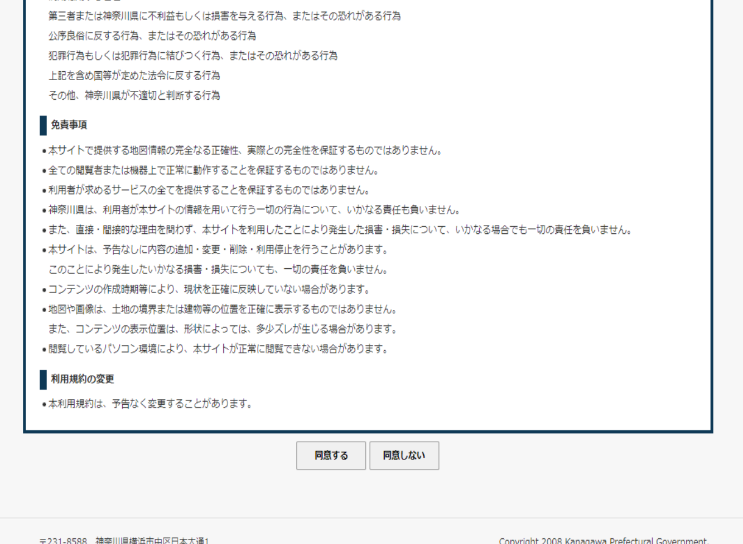 第三者または神奈川県に不利益もしくは損害を与える行為、またはその恐れがある行為
公序良俗に反する行為、またはその恐れがある行為
犯罪行為もしくは犯罪行為に結びつく行為、またはその恐れがある行為
上記を含め国等が定めた法令に反する行為
その他、神奈川県が不適切と判断する行為
免責事項
•本サイトで提供する地図情報の完全なる正確性、実際との完全性を保証するものではありません。
•全ての閲覧者または機器上で正常に動作することを保証するものではありません。
•利用者が求めるサービスの全てを提供することを保証するものではありません。
•神奈川県は、利用者が本サイトの情報を用いて行う一切の行為について、いかなる責任も負いません。
•また、直接・間接的な理由を問わず、本サイトを利用したことにより発生した損害・損失について、いかなる場合でも一切の責任を負いません。
•本サイトは、予告なしに内容の追加・変更・削除・利用停止を行うことがあります。
このことにより発生したいかなる損害・損失についても、一切の責任を負いません。
•コンテンツの作成時期等により、現状を正確に反映していない場合があります。
•地図や画像は、土地の境界または建物等の位置を正確に表示するものではありません。
また、コンテンツの表示位置は、形状によっては、多少ズレが生じる場合があります。
•閲覧しているパソコン環境により、本サイトが正常に閲覧できない場合があります。
利用規約の変更
•本利用規約は、予告なく変更することがあります。
同意する 同意しない
〒231-8588 神奈川県横浜市中区日本大通1 Copyright 2008 Kanagawa Prefectural Government.